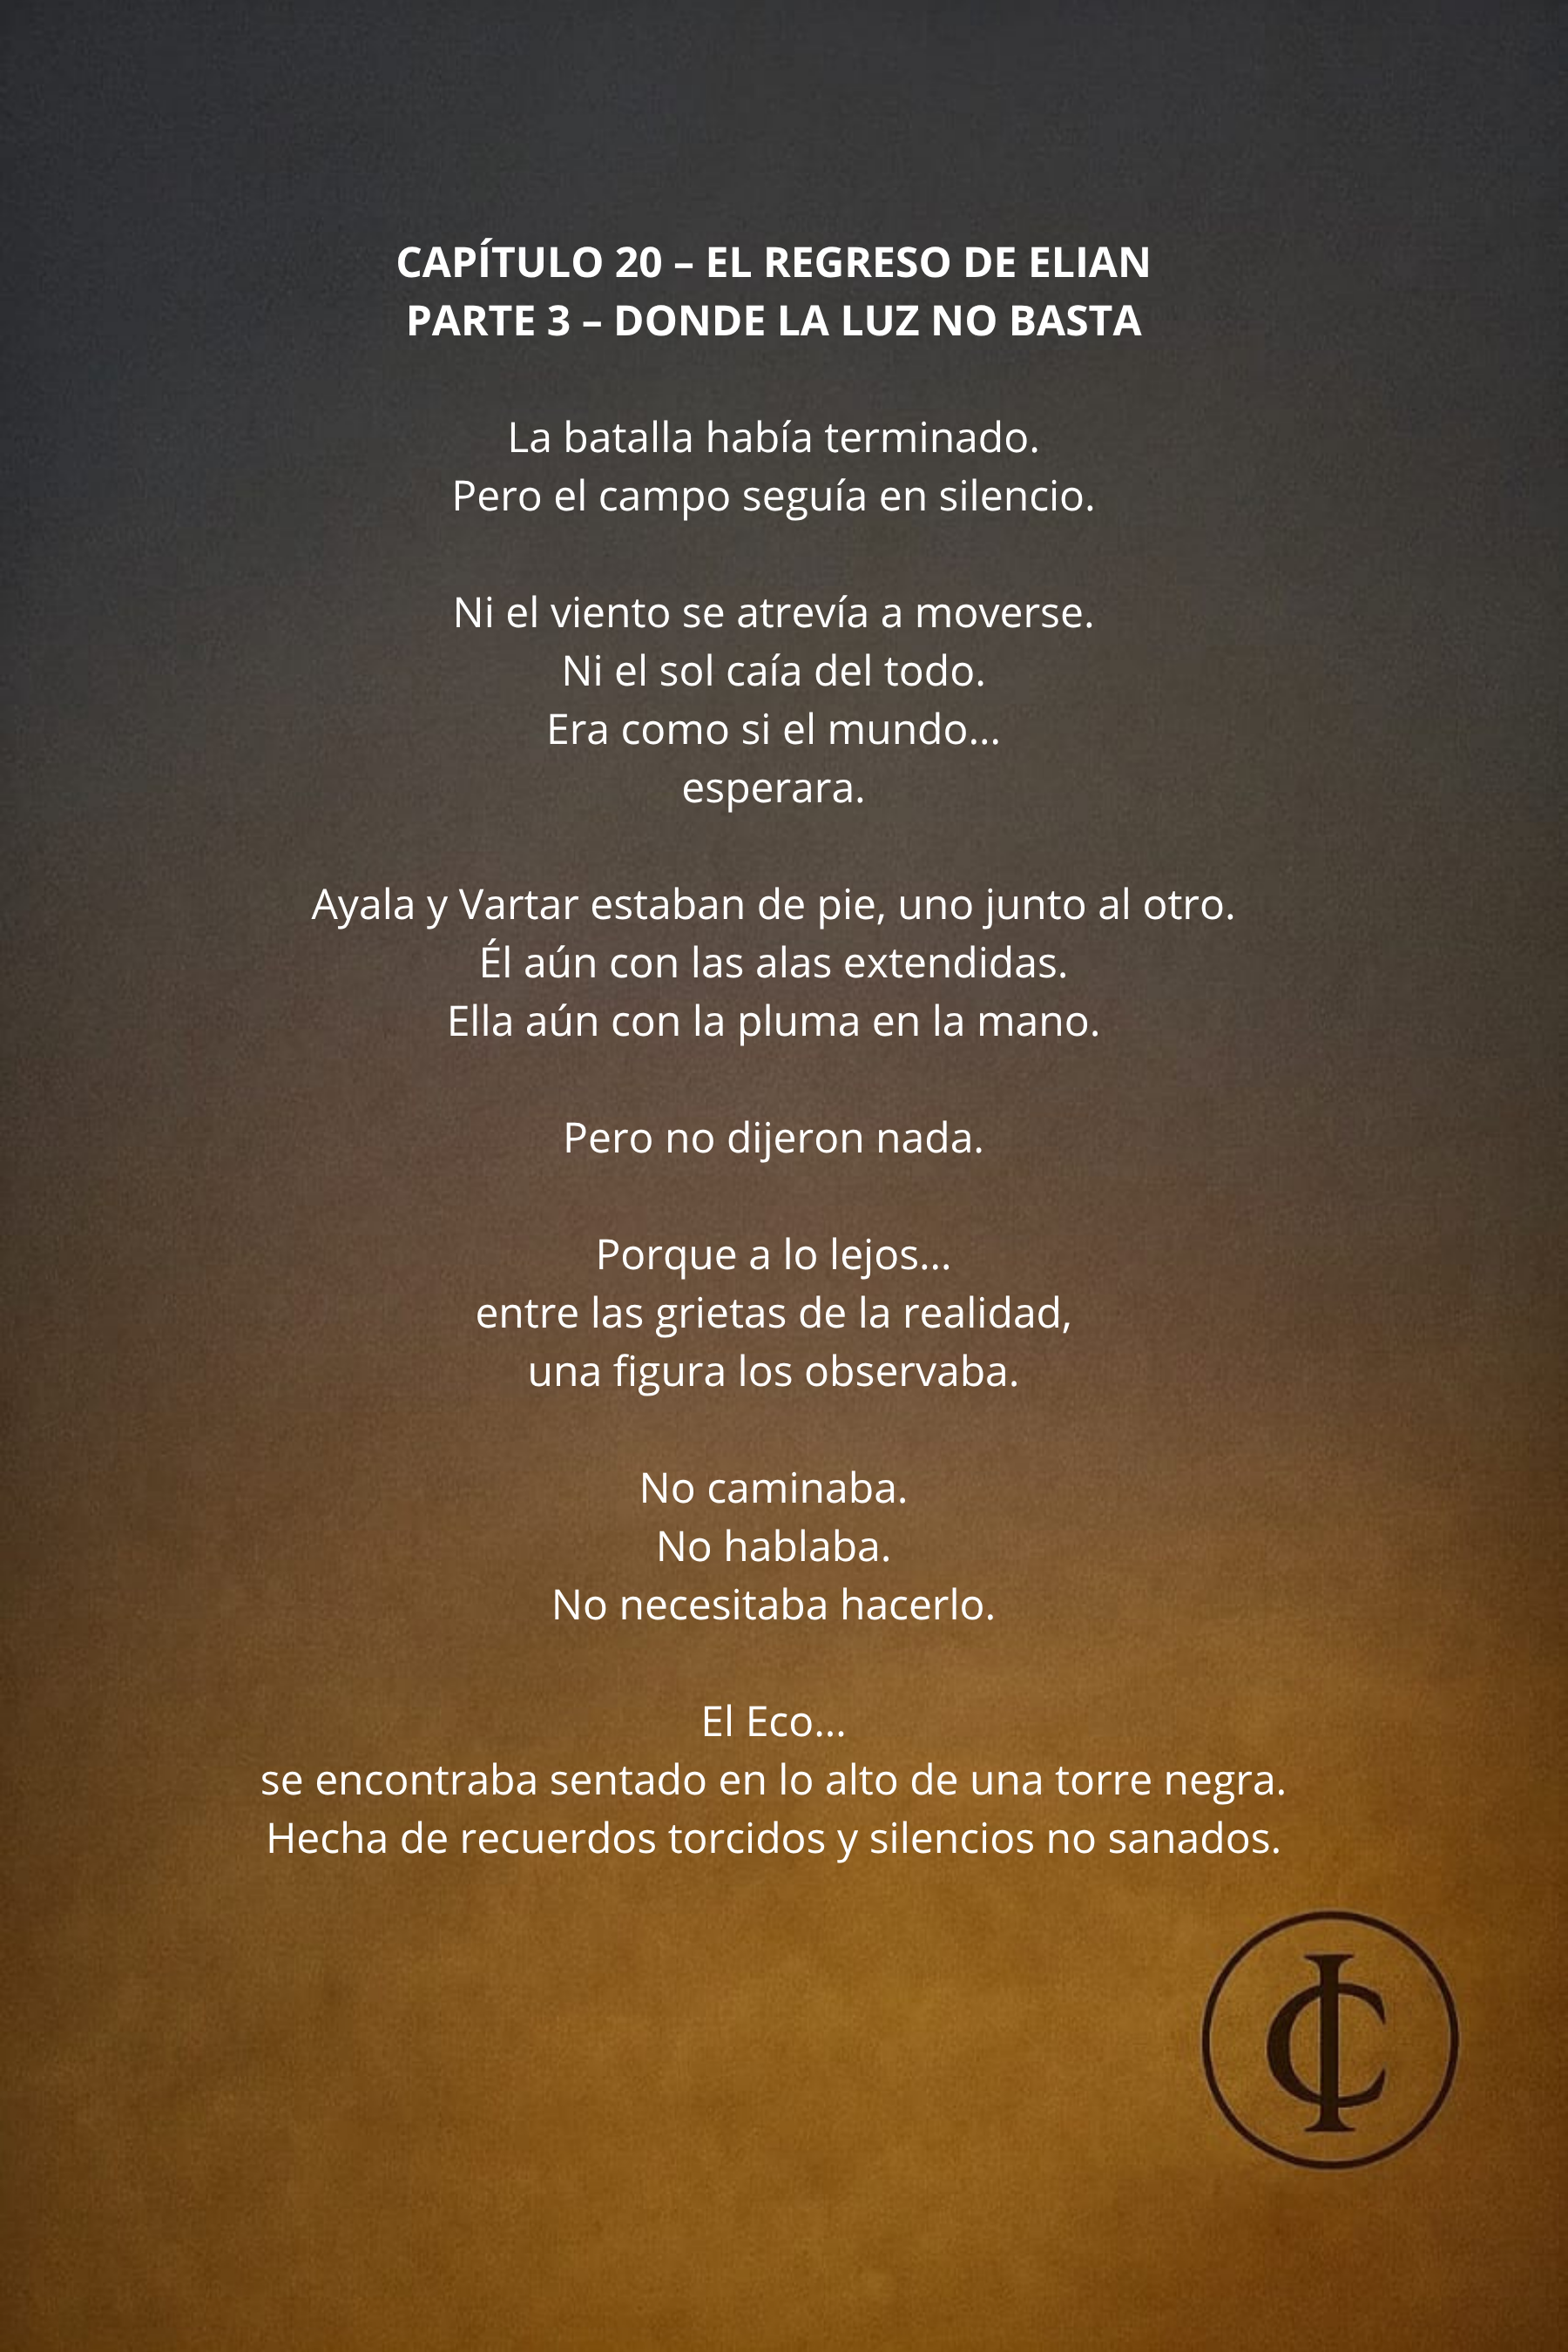 CAPÍTULO 20 – EL REGRESO DE ELIAN
PARTE 3 – DONDE LA LUZ NO BASTA
La batalla había terminado.
Pero el campo seguía en silencio.
Ni el viento se atrevía a moverse.
Ni el sol caía del todo.
Era como si el mundo…
esperara.
Ayala y Vartar estaban de pie, uno junto al otro.
Él aún con las alas extendidas.
Ella aún con la pluma en la mano.
Pero no dijeron nada.
Porque a lo lejos…
entre las grietas de la realidad,
una figura los observaba.
No caminaba.
No hablaba.
No necesitaba hacerlo.
El Eco…
se encontraba sentado en lo alto de una torre negra.
Hecha de recuerdos torcidos y silencios no sanados.
IC